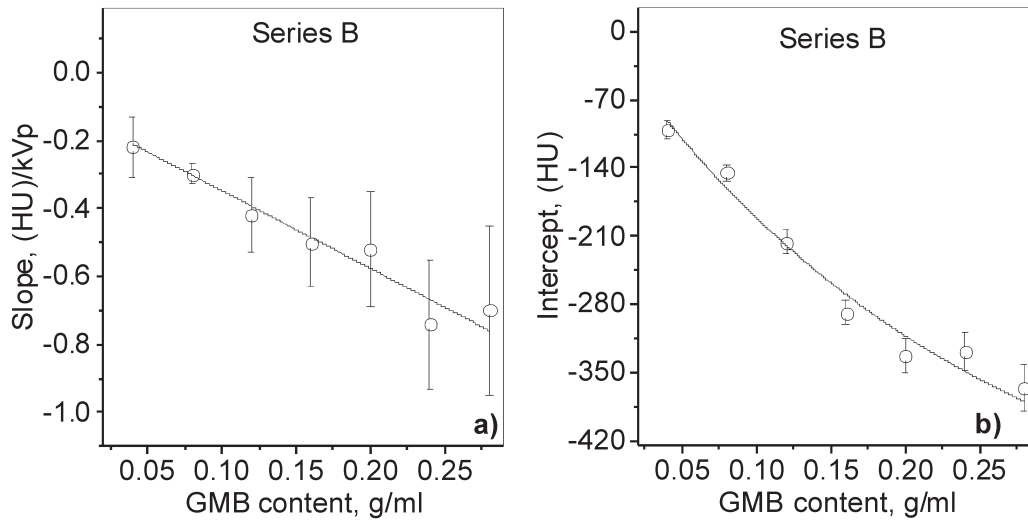 Series B
0.0
-0.2
-0.4
-0.6
-0.8
-1.0
Slope, (HU)/kVp
a)
0.05 0.10 0.15 0.20 0.25
GMB content, g/ml
Series B
0
-70
-140
-210
-280
-350
-420
Intercept, (HU)
b)
0.05 0.10 0.15 0.20 0.25
GMB content, g/ml